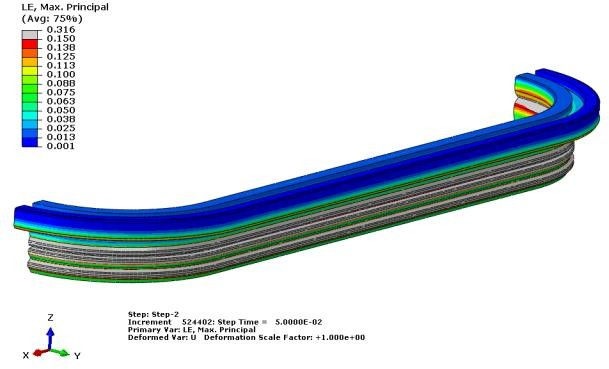 LE, Max. Principal
(Avg: 75%)
0.316
0.150
0.138
0.125
0.113
0.100
0.088
0.075
0.063
0.050
0.038
0.025
0.013
0.001
Step: Step-2
Increment 524402: Step Time = 5.0000E-02
Primary Var: LE, Max. Principal
Deformed Var: U Deformation Scale Factor: +1.000e+00
Z
X
Y